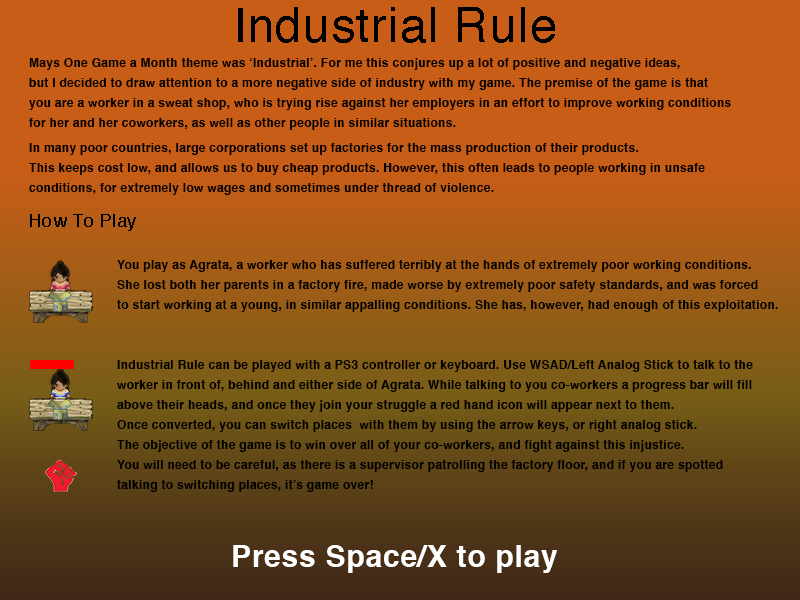 Industrial Rule
Mays One Game a Month theme was ‘Industrial’. For me this conjures up a lot of positive and negative ideas,
but I decided to draw attention to a more negative side of industry with my game. The premise of the game is that
you are a worker in a sweat shop, who is trying rise against her employers in an effort to improve working conditions
for her and her coworkers, as well as other people in similar situations.
In many poor countries, large corporations set up factories for the mass production of their products.
This keeps cost low, and allows us to buy cheap products. However, this often leads to people working in unsafe
conditions, for extremely low wages and sometimes under thread of violence.
How To Play
You play as Agrata, a worker who has suffered terribly at the hands of extremely poor working conditions.
She lost both her parents in a factory fire, made worse by extremely poor safety standards, and was forced
to start working at a young, in similar appalling conditions. She has, however, had enough of this exploitation.
Industrial Rule can be played with a PS3 controller or keyboard. Use WSAD/Left Analog Stick to talk to the
worker in front of, behind and either side of Agrata. While talking to you co-workers a progress bar will fill
above their heads, and once they join your struggle a red hand icon will appear next to them.
Once converted, you can switch places  with them by using the arrow keys, or right analog stick.
The objective of the game is to win over all of your co-workers, and fight against this injustice.
You will need to be careful, as there is a supervisor patrolling the factory floor, and if you are spotted
talking to switching places, it’s game over!
Press Space/X to play